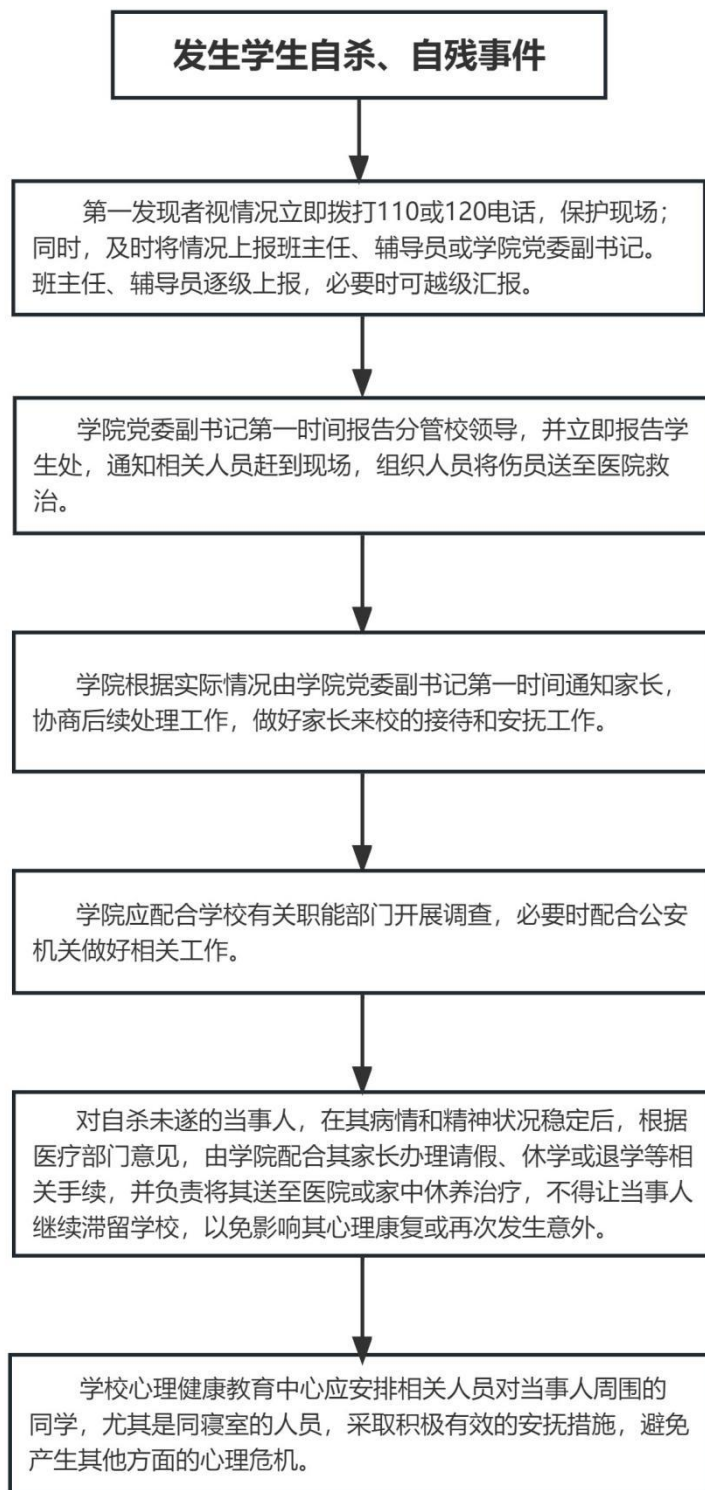 发生学生自杀、自残事件
第一发现者视情况立即拨打110或120电话，保护现场；
同时，及时将情况上报班主任、辅导员或学院党委副书记。
班主任、辅导员逐级上报，必要时可越级汇报。
学院党委副书记第一时间报告分管校领导，并立即报告学
生处，通知相关人员赶到现场，组织人员将伤员送至医院救
治。
学院根据实际情况由学院党委副书记第一时间通知家长，
协商后续处理工作，做好家长来校的接待和安抚工作。
学院应配合学校有关职能部门开展调查，必要时配合公安
机关做好相关工作。
对自杀未遂的当事人，在其病情和精神状况稳定后，根据
医疗部门意见，由学院配合其家长办理请假、休学或退学等相
关手续，并负责将其送至医院或家中休养治疗，不得让当事人
继续滞留学校，以免影响其心理康复或再次发生意外。
学校心理健康教育中心应安排相关人员对当事人周围的
同学，尤其是同寝室的人员，采取积极有效的安抚措施，避免
产生其他方面的心理危机。